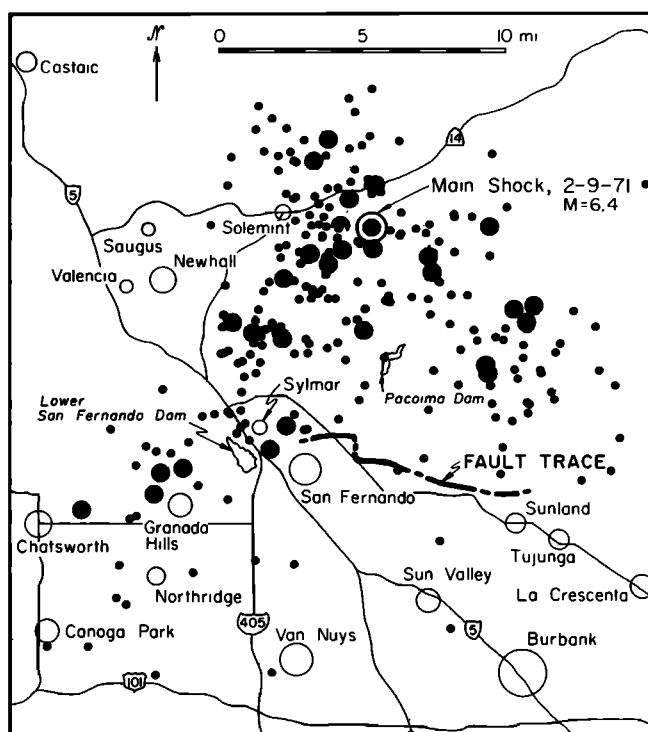 N
0 5 10 mi
Castaic
14
5
Main Shock, 2-9-71
M=6.4
Solemint
Saugus
Newhall
Valencia
Lower
San Fernando Dam
Sylmar
Pacoima Dam
FAULT TRACE
San Fernando
Granada
Hills
Chatsworth
Sunland
Tujunga
Northridge
Sun Valley
La Crescenta
405
5
Canoga Park
Van Nuys
Burbank
101